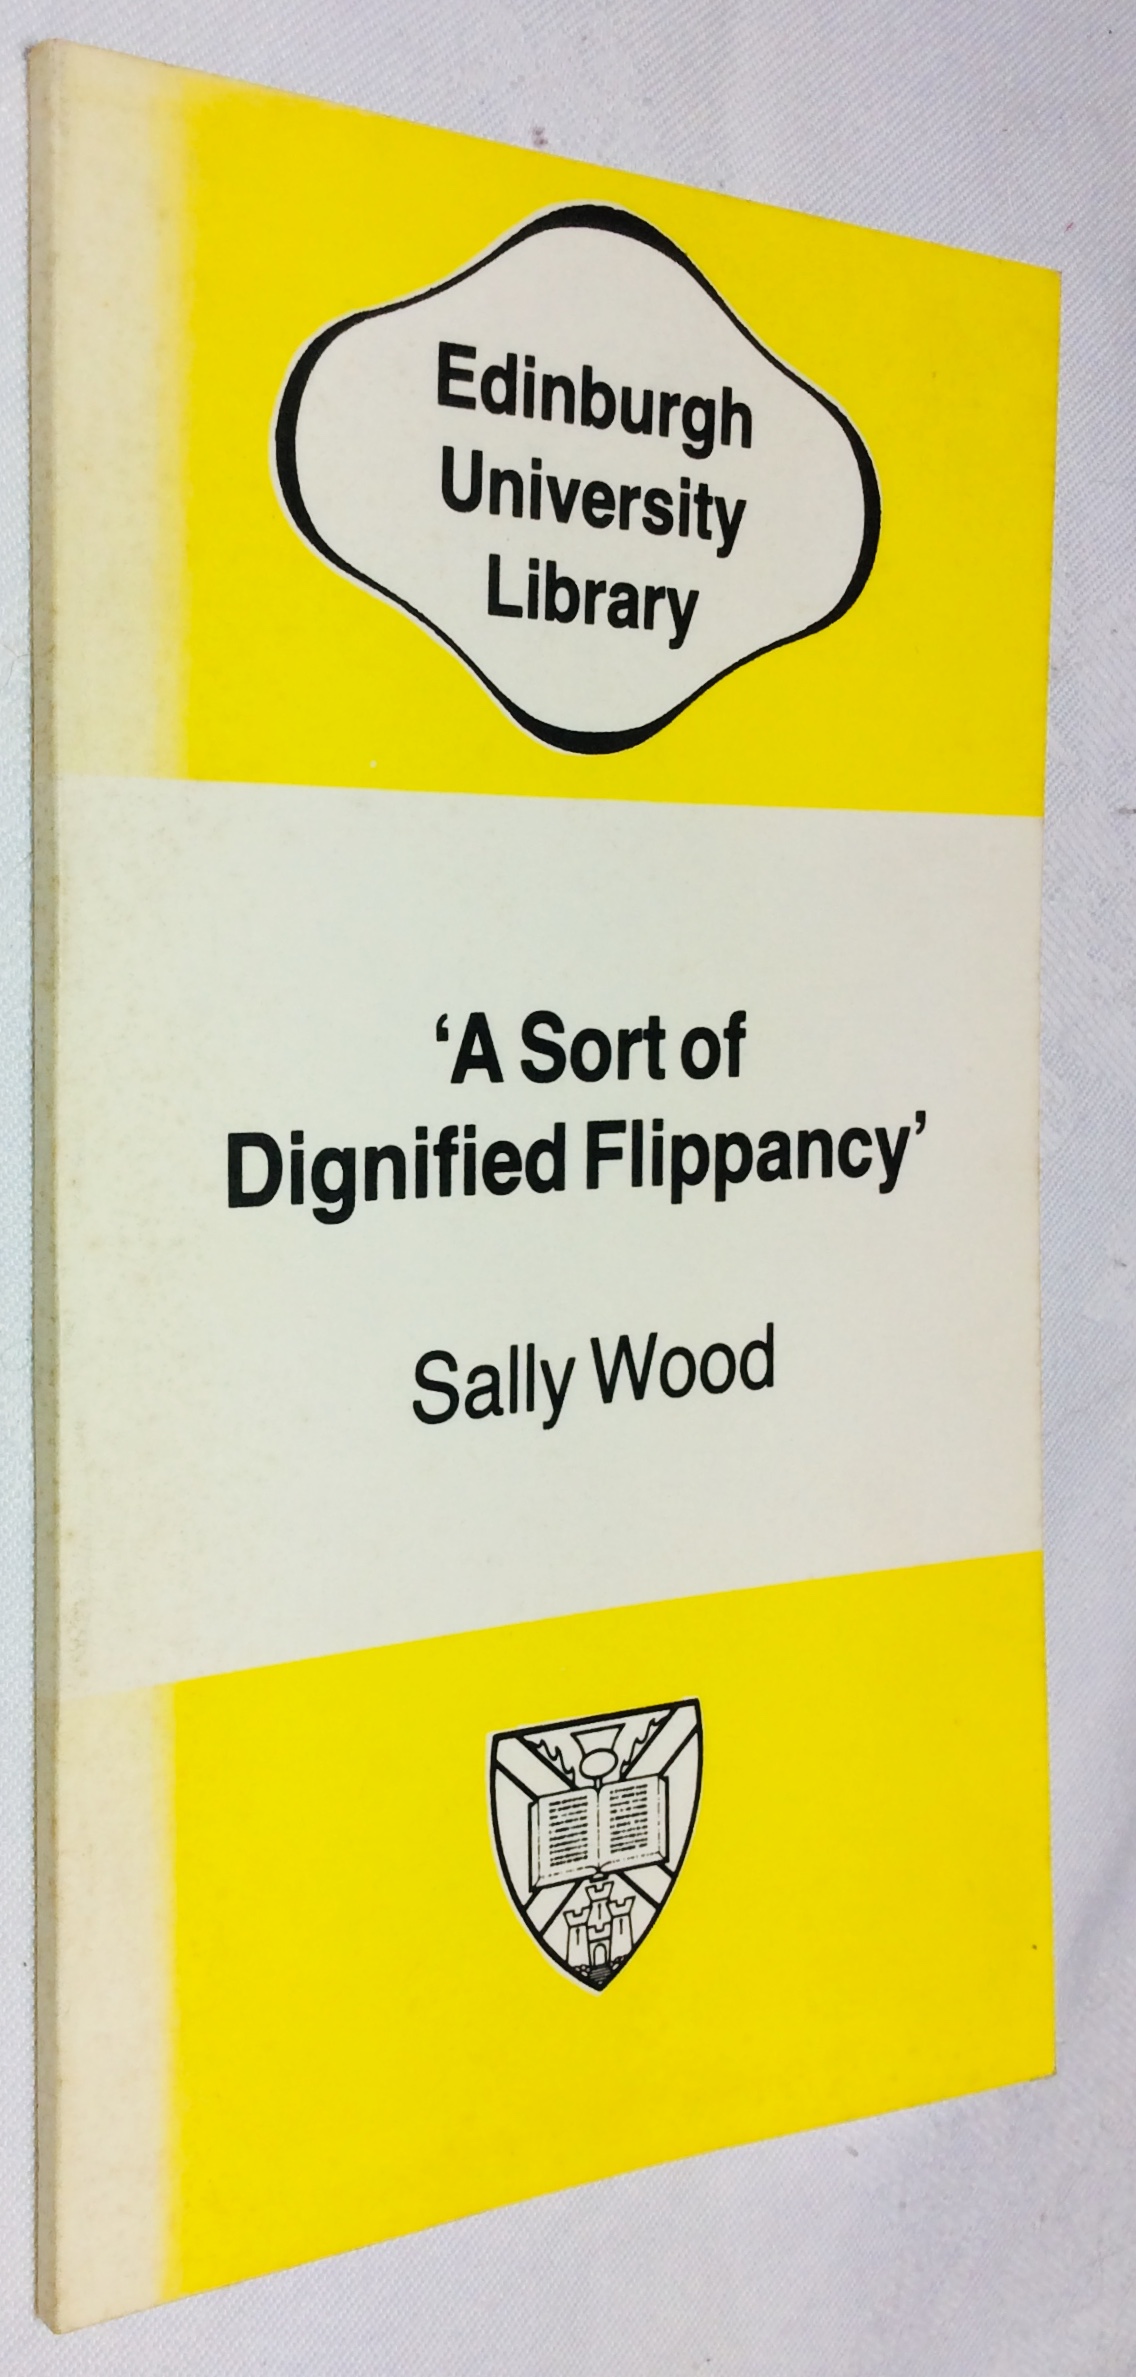 Edinburgh
University
Library
‘A Sort of
Dignified Flippancy’
Sally Wood